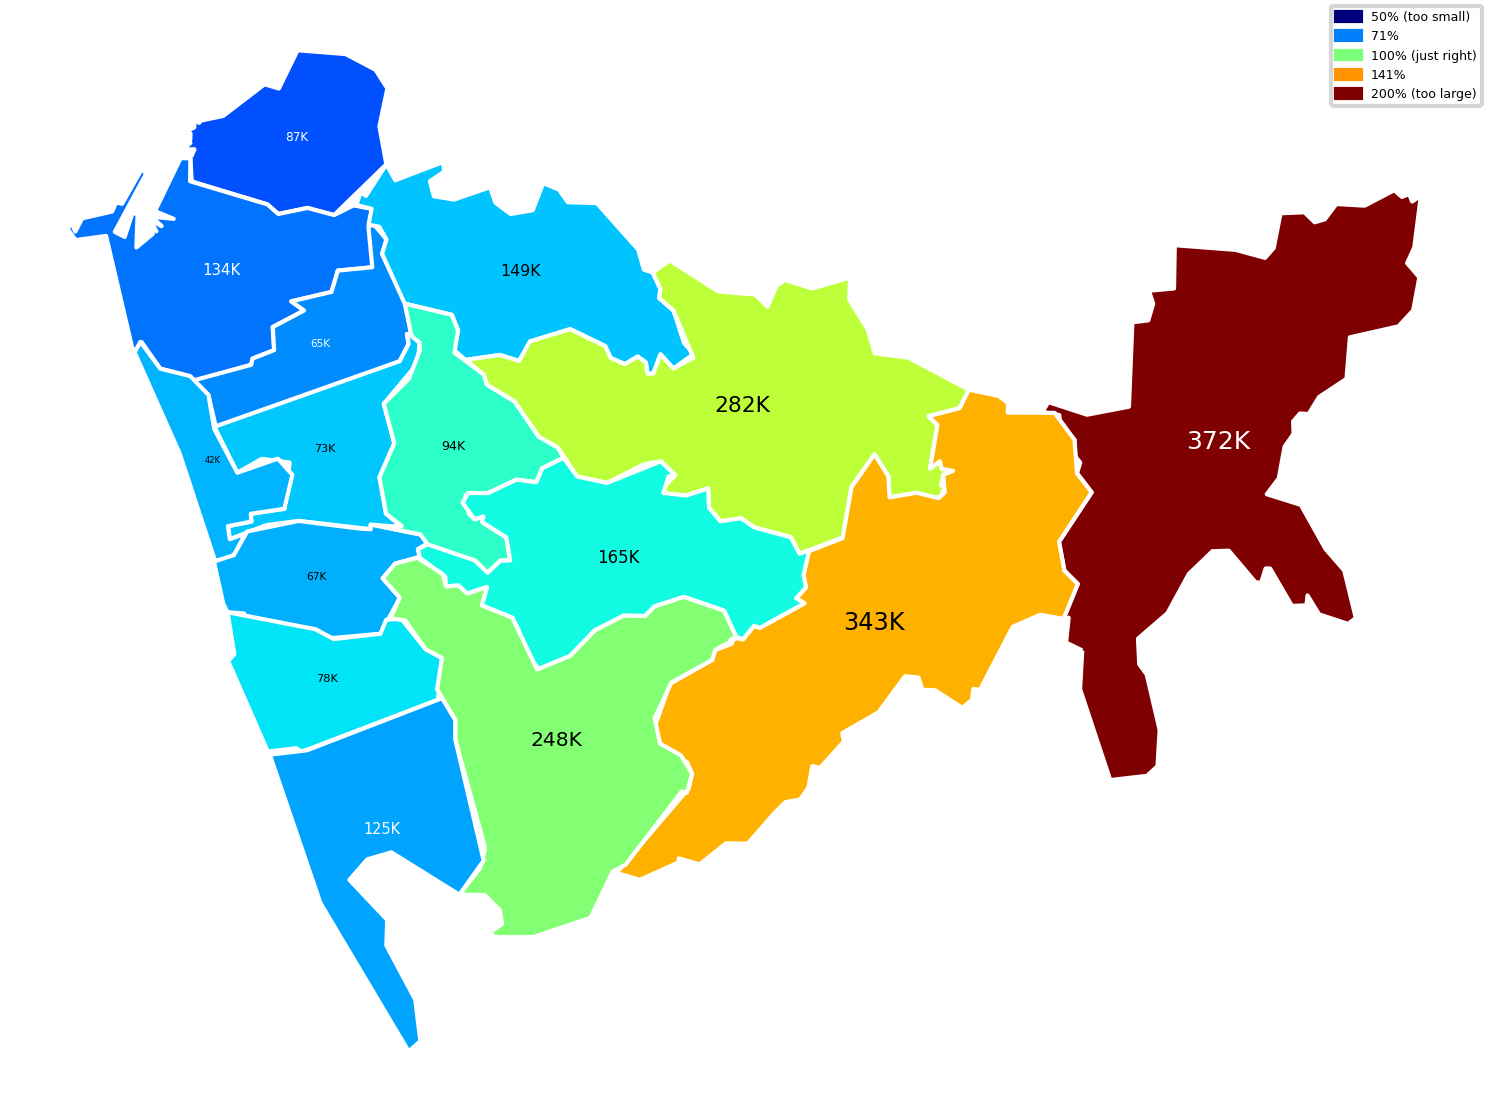 50% (too small)
71%
100% (just right)
141%
200% (too large)
87K
134K
149K
65K
282K
372K
94K
73K
42K
165K
67K
343K
78K
248K
125K